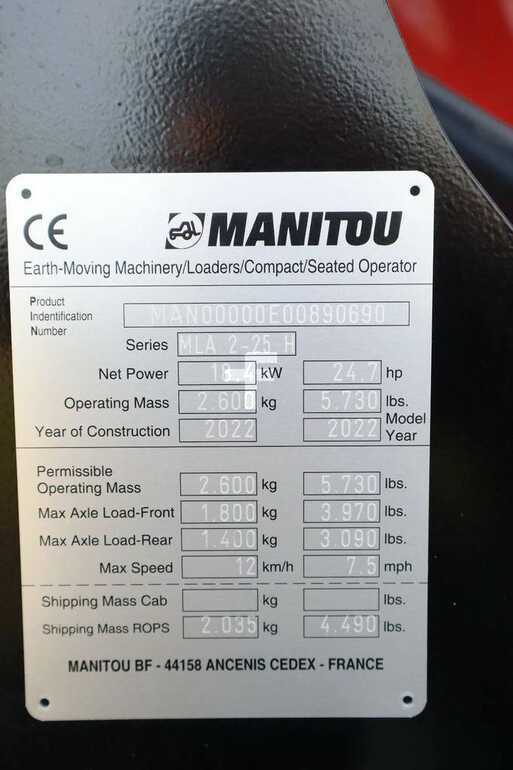 CE MANITOU
Earth-Moving Machinery/Loaders/Compact/Seated Operator
Product
Indentification MAN00000E00890690
Number
Series MLA 2-25 H
Net Power 18.4 kW 24.7 hp
Operating Mass 2.600 kg 5.730 lbs.
Year of Construction 2022 2022 Model Year
Permissible
Operating Mass 2.600 kg 5.730 lbs.
Max Axle Load-Front 1.800 kg 3.970 lbs.
Max Axle Load-Rear 1.400 kg 3.090 lbs.
Max Speed 12 km/h 7.5 mph
Shipping Mass Cab kg lbs.
Shipping Mass ROPS 2.035 kg 4.490 lbs.
MANITOU BF - 44158 ANCENIS CEDEX - FRANCE